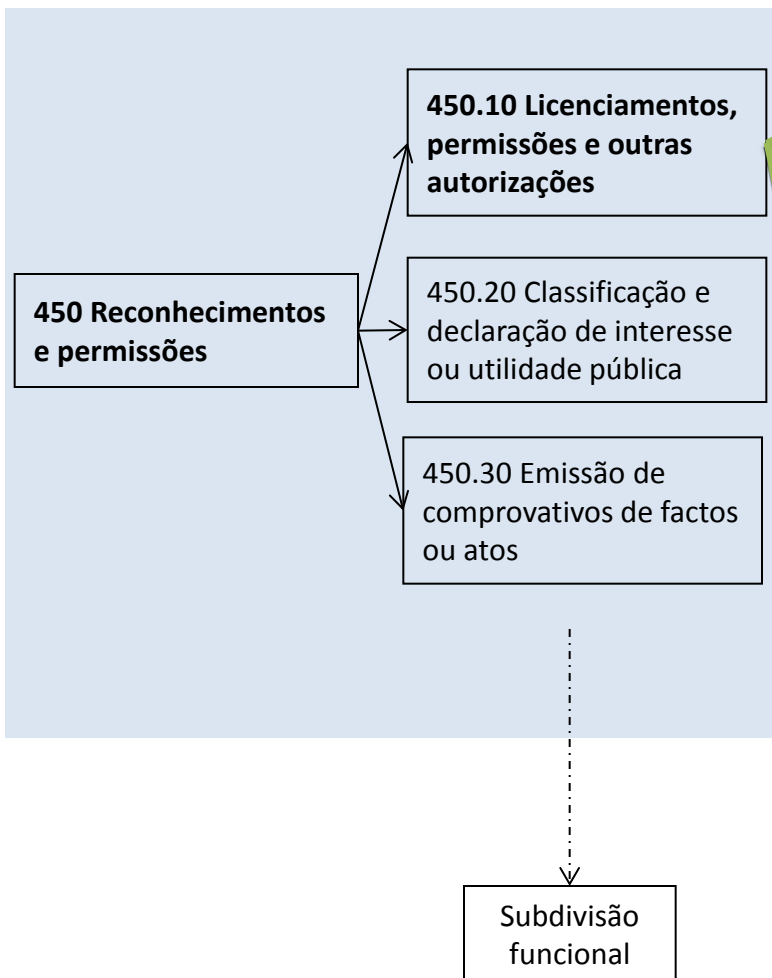 450.10 Licenciamentos,
permissões e outras
autorizações
450 Reconhecimentos
e permissões
450.20 Classificação e
declaração de interesse
ou utilidade pública
450.30 Emissão de
comprovativos de factos
ou atos
Subdivisão
funcional